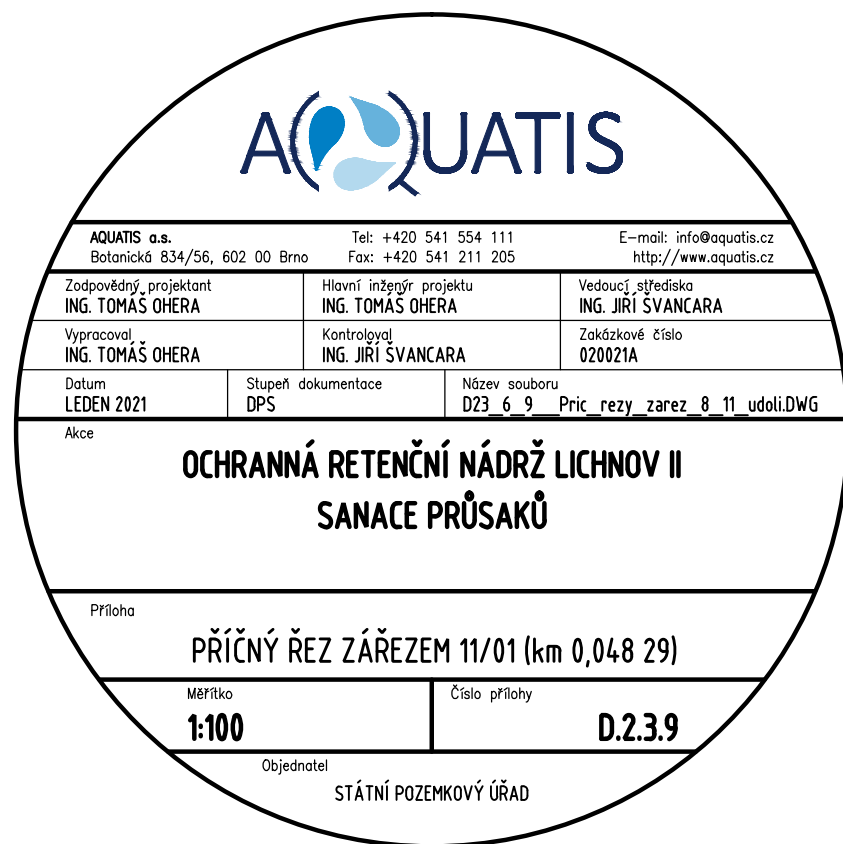 AQUATIS
AQUATIS a.s. Tel: +420 541 554 111 E-mail: info@aquatis.cz
Botanická 834/56, 602 00 Brno Fax: +420 541 211 205 http://www.aquatis.cz
Zodpovědný projektant Hlavní inženýr projektu Vedoucí střediska
ING. TOMÁŠ OHERA ING. TOMÁŠ OHERA ING. JIŘÍ ŠVANCARA
Vypracoval Kontroloval Zakázkové číslo
ING. TOMÁŠ OHERA ING. JIŘÍ ŠVANCARA 020021A
Datum Stupeň dokumentace Název souboru
LEDEN 2021 DPS D23_6_9__Pric_rezy_zarez_8_11_udoli.DWG
Akce
OCHRANNÁ RETENČNÍ NÁDRŽ LICHNOV II
SANACE PRŮSAKŮ
Příloha
PŘÍČNÝ ŘEZ ZÁŘEZEM 11/01 (km 0,048 29)
Měřítko Číslo přílohy
1:100 D.2.3.9
Objednatel
STÁTNÍ POZEMKOVÝ ÚŘAD